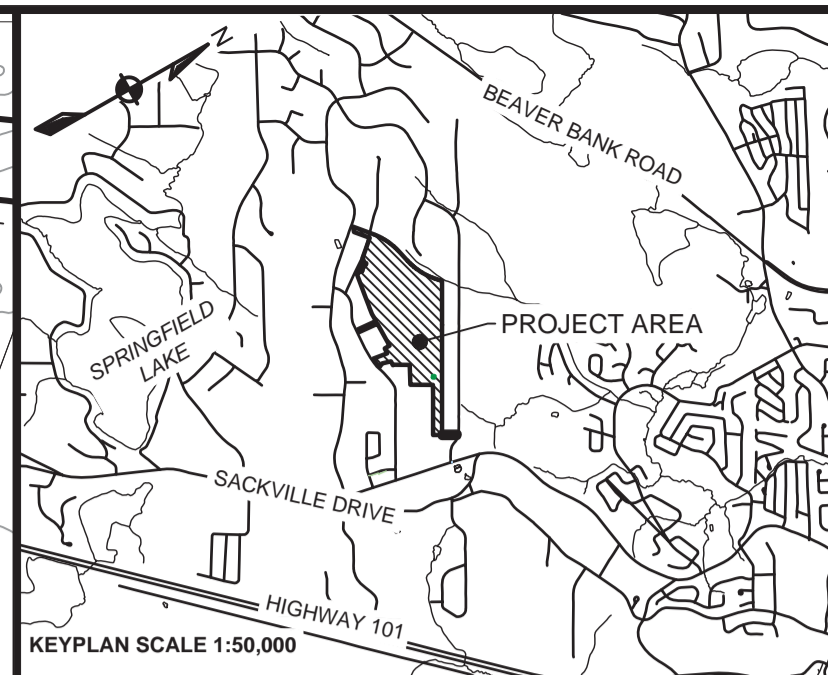 N
BEAVER BANK ROAD
PROJECT AREA
SPRINGFIELD
LAKE
SACKVILLE DRIVE
HIGHWAY 101
KEYPLAN SCALE 1:50,000